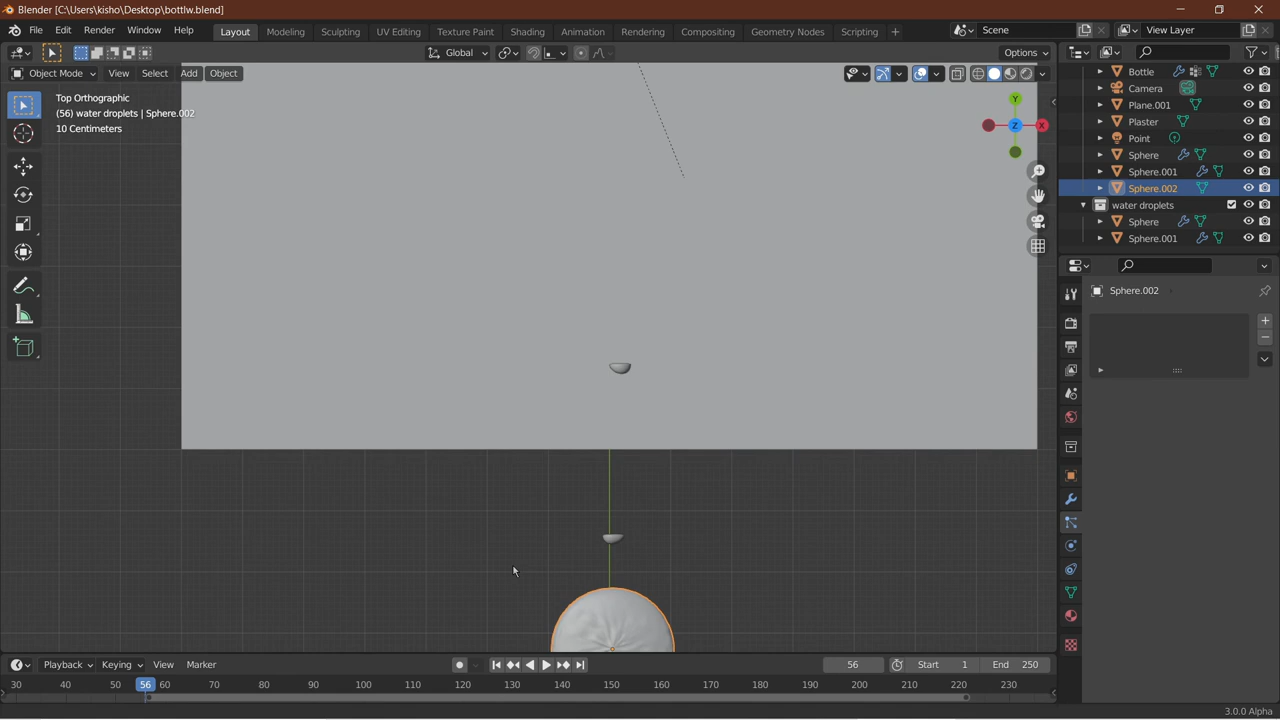 Blender [C:\Users\kisho\Desktop\bottlw.blend]
File Edit Render Window Help Layout Modeling Sculpting UV Editing Texture Paint Shading Animation Rendering Compositing Geometry Nodes Scripting + Scene View Layer
Global Options
Object Mode View Select Add Object
Top Orthographic
(56) water droplets | Sphere.002
10 Centimeters
Y
Z X
Bottle
Camera
Plane.001
Plaster
Point
Sphere
Sphere.001
Sphere.002
water droplets
Sphere
Sphere.001
Sphere.002
Playback Keying View Marker 56 Start 1 End 250
30 40 50 56 60 70 80 90 100 110 120 130 140 150 160 170 180 190 200 210 220 230
3.0.0 Alpha